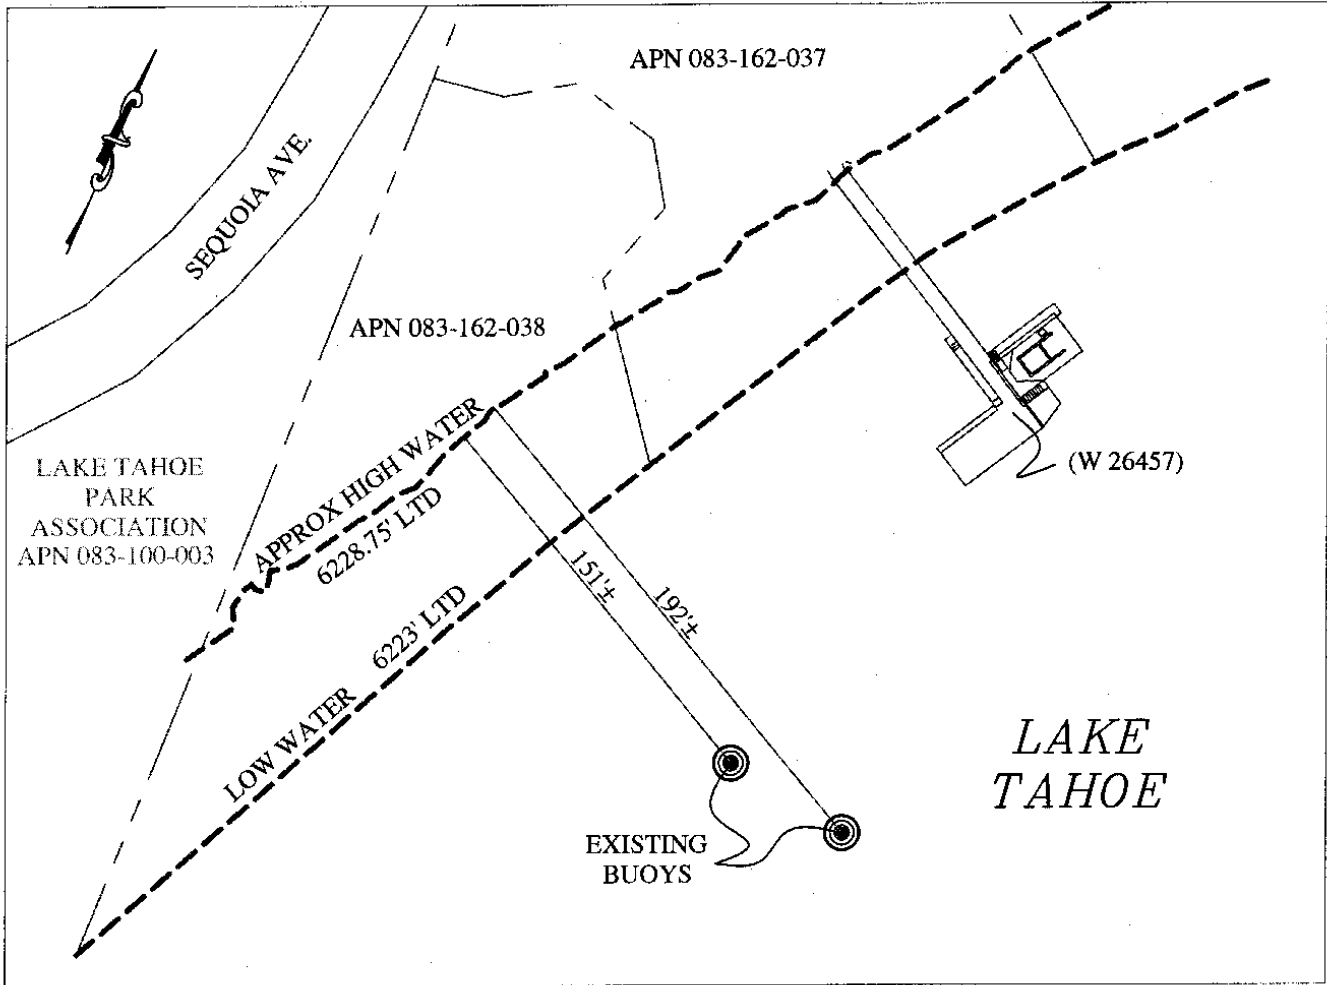 APN 083-162-037
SEQUOIA AVE.
APN 083-162-038
LAKE TAHOE
PARK
ASSOCIATION
APN 083-100-003
APPROX HIGH WATER
6228.75' LTD
(W 26457)
151'±
192'±
6223' LTD
LOW WATER
LAKE
TAHOE
EXISTING
BUOYS